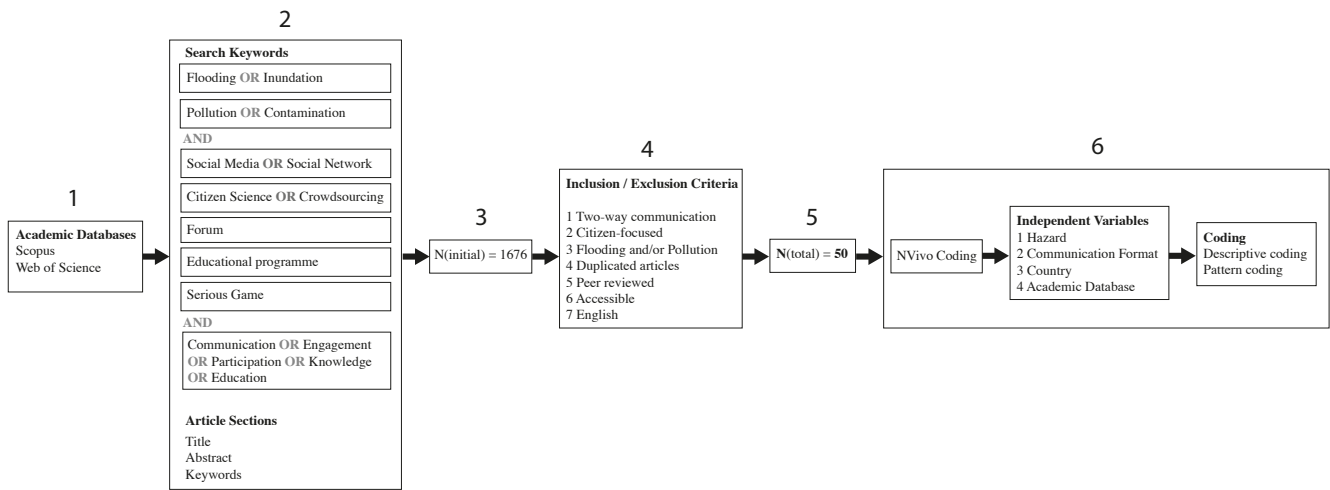 1
Academic Databases
Scopus
Web of Science
2
Search Keywords
Flooding OR Inundation
Pollution OR Contamination
AND
Social Media OR Social Network
Citizen Science OR Crowdsourcing
Forum
Educational programme
Serious Game
AND
Communication OR Engagement
OR Participation OR Knowledge
OR Education
Article Sections
Title
Abstract
Keywords
3
N(initial) = 1676
4
Inclusion / Exclusion Criteria
1 Two-way communication
2 Citizen-focused
3 Flooding and/or Pollution
4 Duplicated articles
5 Peer reviewed
6 Accessible
7 English
5
N(total) = 50
6
NVivo Coding
Independent Variables
1 Hazard
2 Communication Format
3 Country
4 Academic Database
Coding
Descriptive coding
Pattern coding